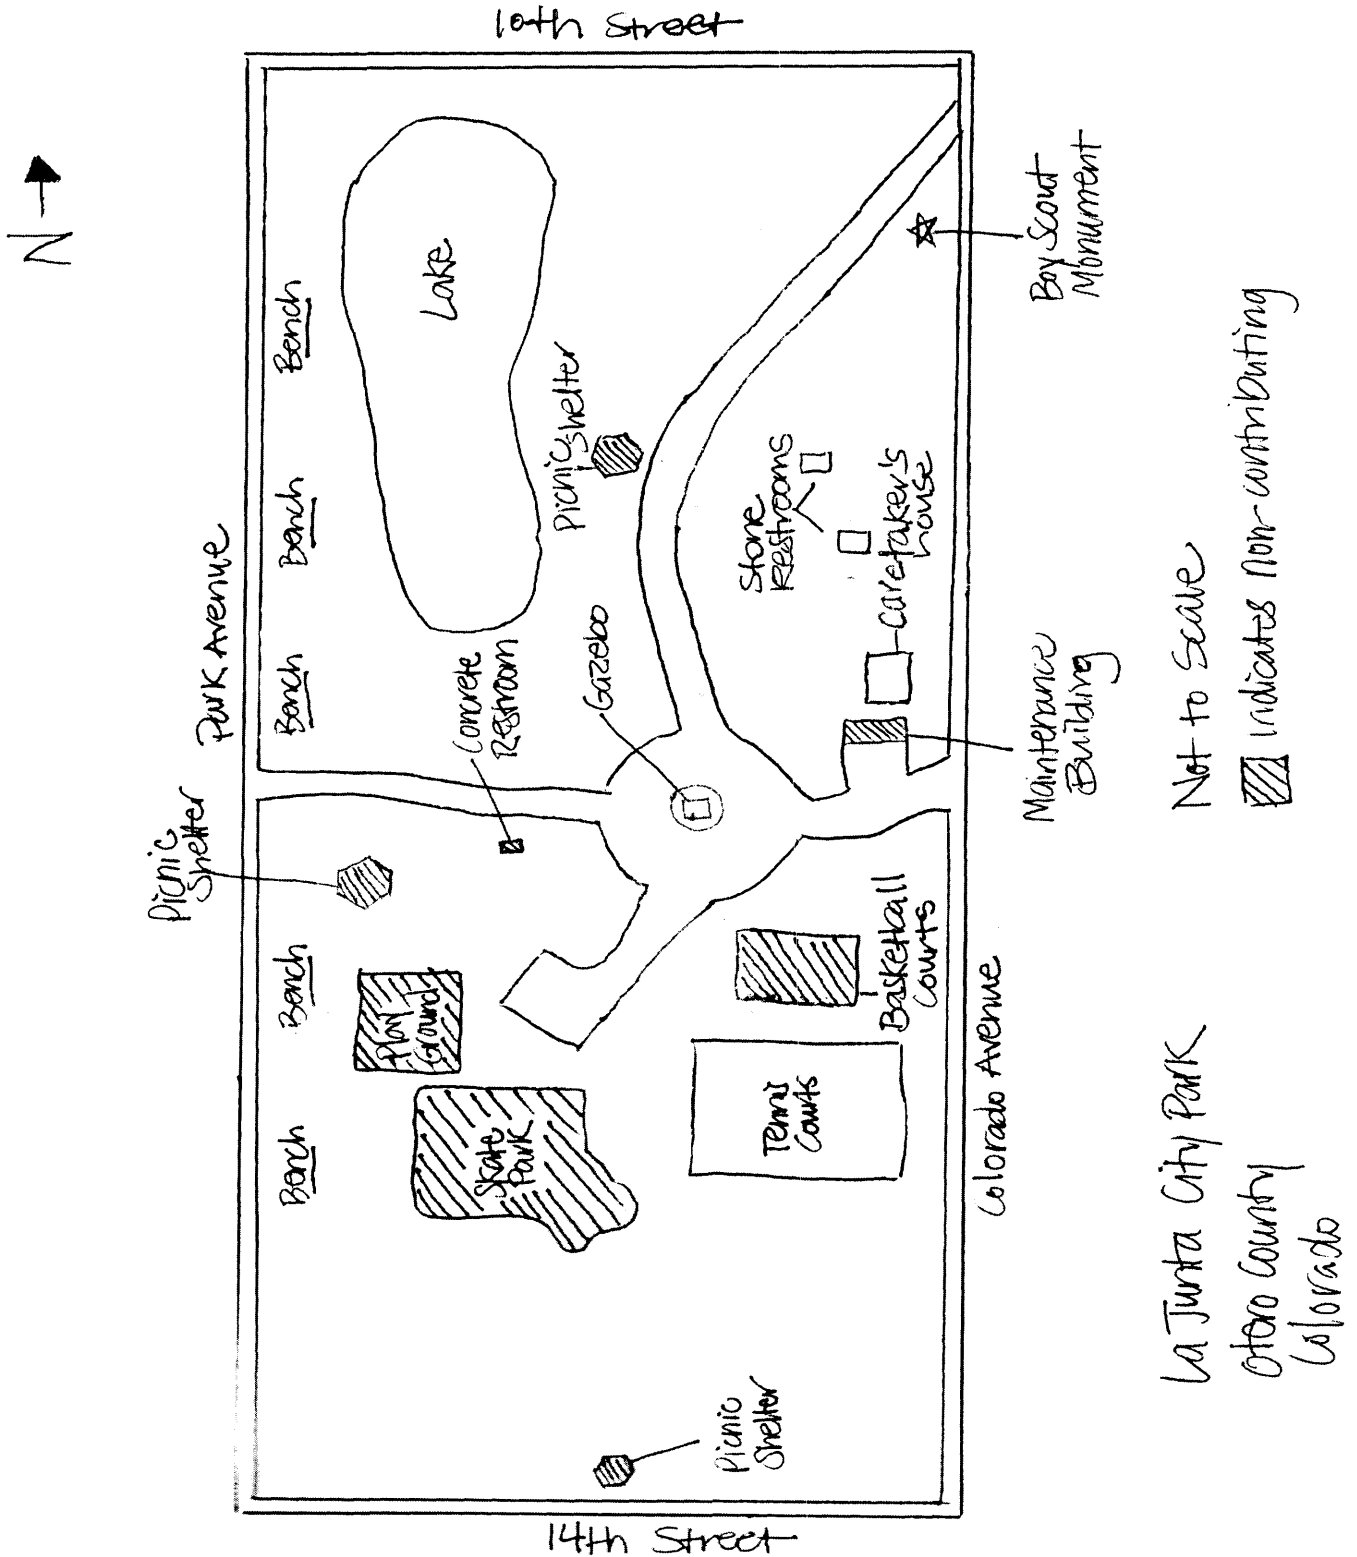 10th Street
N
Park Avenue
Bench
Bench
Bench
Bench
Bench
Lake
Picnic
Shelter
Picnic
Shelter
Concrete
Restroom
Gazebo
Play
Ground
Skate
Park
Stone
Restrooms
Caretaker's
house
Boy Scout
Monument
Maintenance
Building
Basketball
Courts
Tennis
Courts
Colorado Avenue
Picnic
Shelter
14th Street
Not to Scale
indicates non-contributing
La Junta City Park
Otero County
Colorado